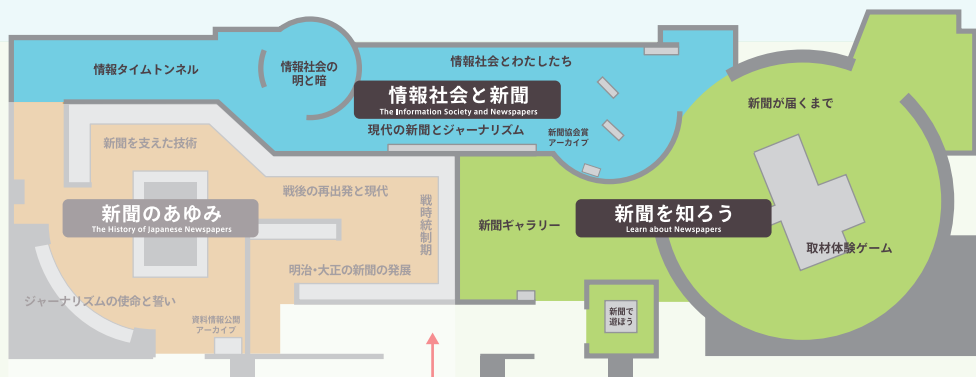 情報タイムトンネル
情報社会の
明と暗
情報社会とわたしたち
情報社会と新聞
The Information Society and Newspapers
現代の新聞とジャーナリズム
新聞協会賞
アーカイブ
新聞が届くまで
新聞を支えた技術
戦後の再出発と現代
戦時統制期
新聞のあゆみ
The History of Japanese Newspapers
新聞ギャラリー
新聞を知ろう
Learn about Newspapers
取材体験ゲーム
明治・大正の新聞の発展
ジャーナリズムの使命と誓い
資料情報公開
アーカイブ
新聞で
遊ぼう